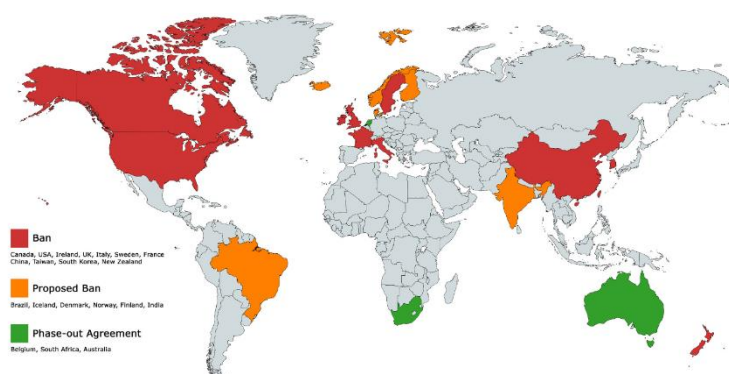 Ban
Canada, USA, Ireland, UK, Italy, Sweden, France
China, Taiwan, South Korea, New Zealand
Proposed Ban
Brazil, Iceland, Denmark, Norway, Finland, India
Phase-out Agreement
Belgium, South Africa, Australia